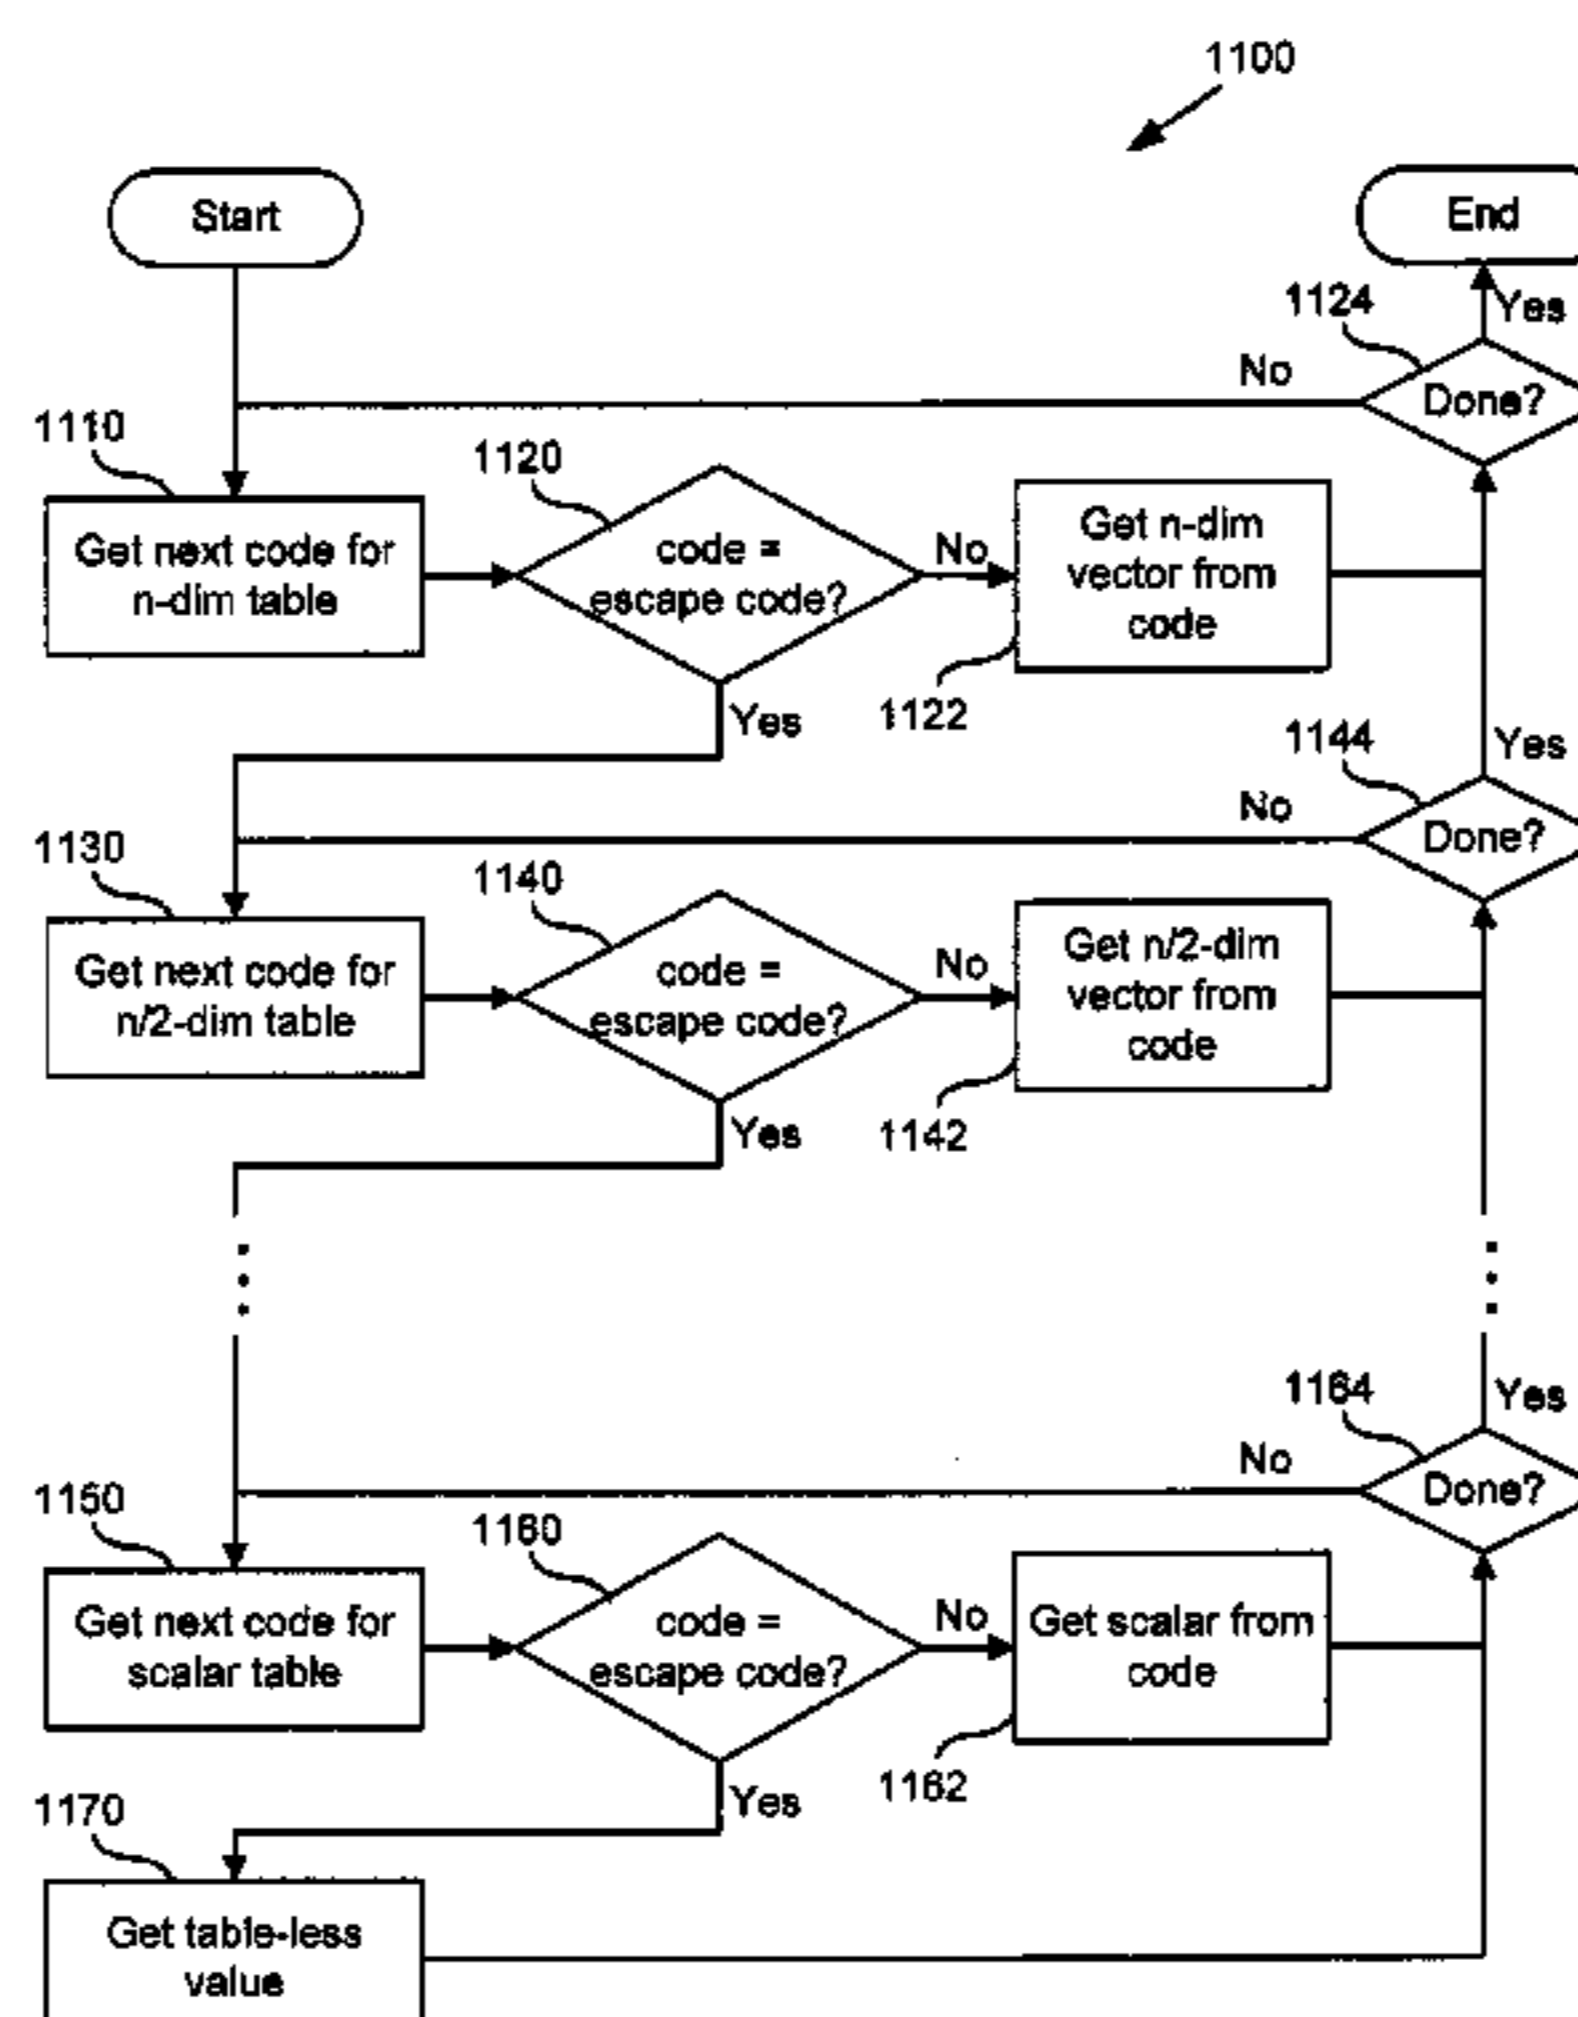 1100
Start
End
1124
Yes
No
Done?
1110
1120
Get next code for
n-dim table
code =
escape code?
No
Get n-dim
vector from
code
Yes
1122
1144
Yes
No
Done?
1130
1140
Get next code for
n/2-dim table
code =
escape code?
No
Get n/2-dim
vector from
code
Yes
1142
1164
Yes
No
Done?
1150
1160
Get next code for
scalar table
code =
escape code?
No
Get scalar from
code
Yes
1162
1170
Get table-less
value